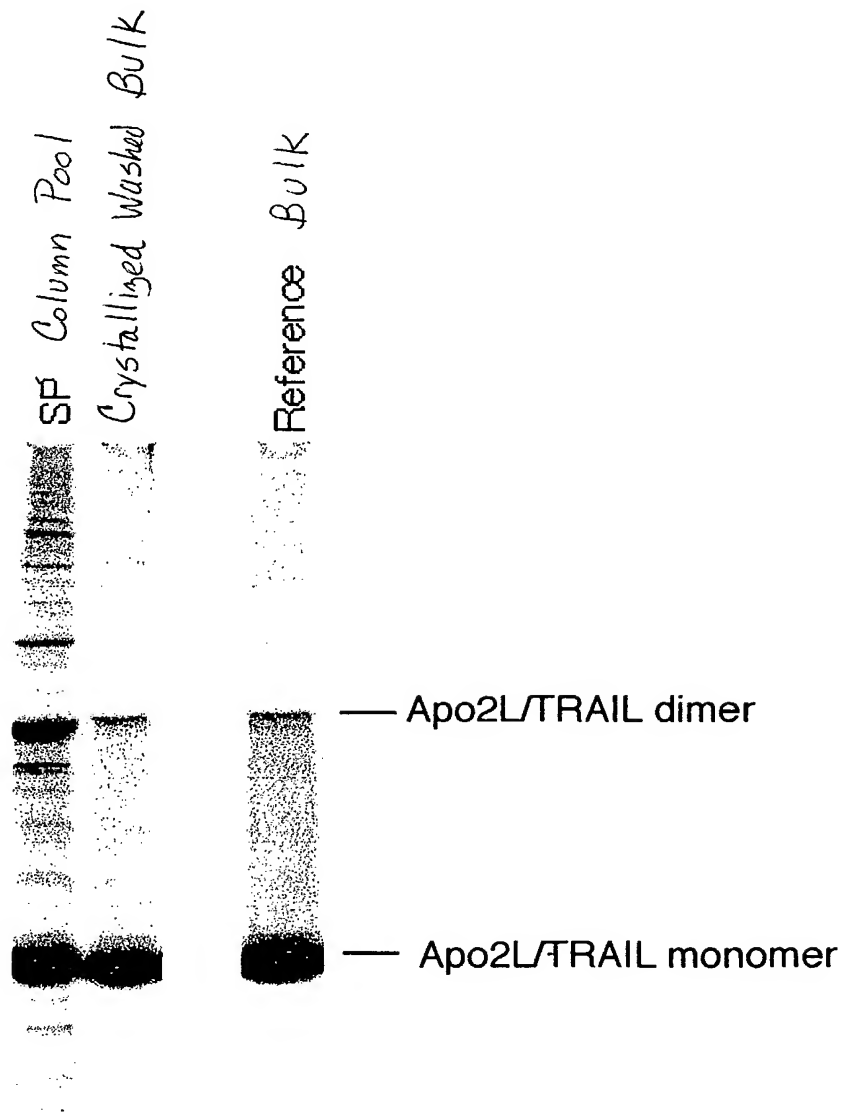 SP Column Pool
Crystallized Washed Bulk
Reference Bulk
Apo2L/TRAIL dimer
Apo2L/TRAIL monomer